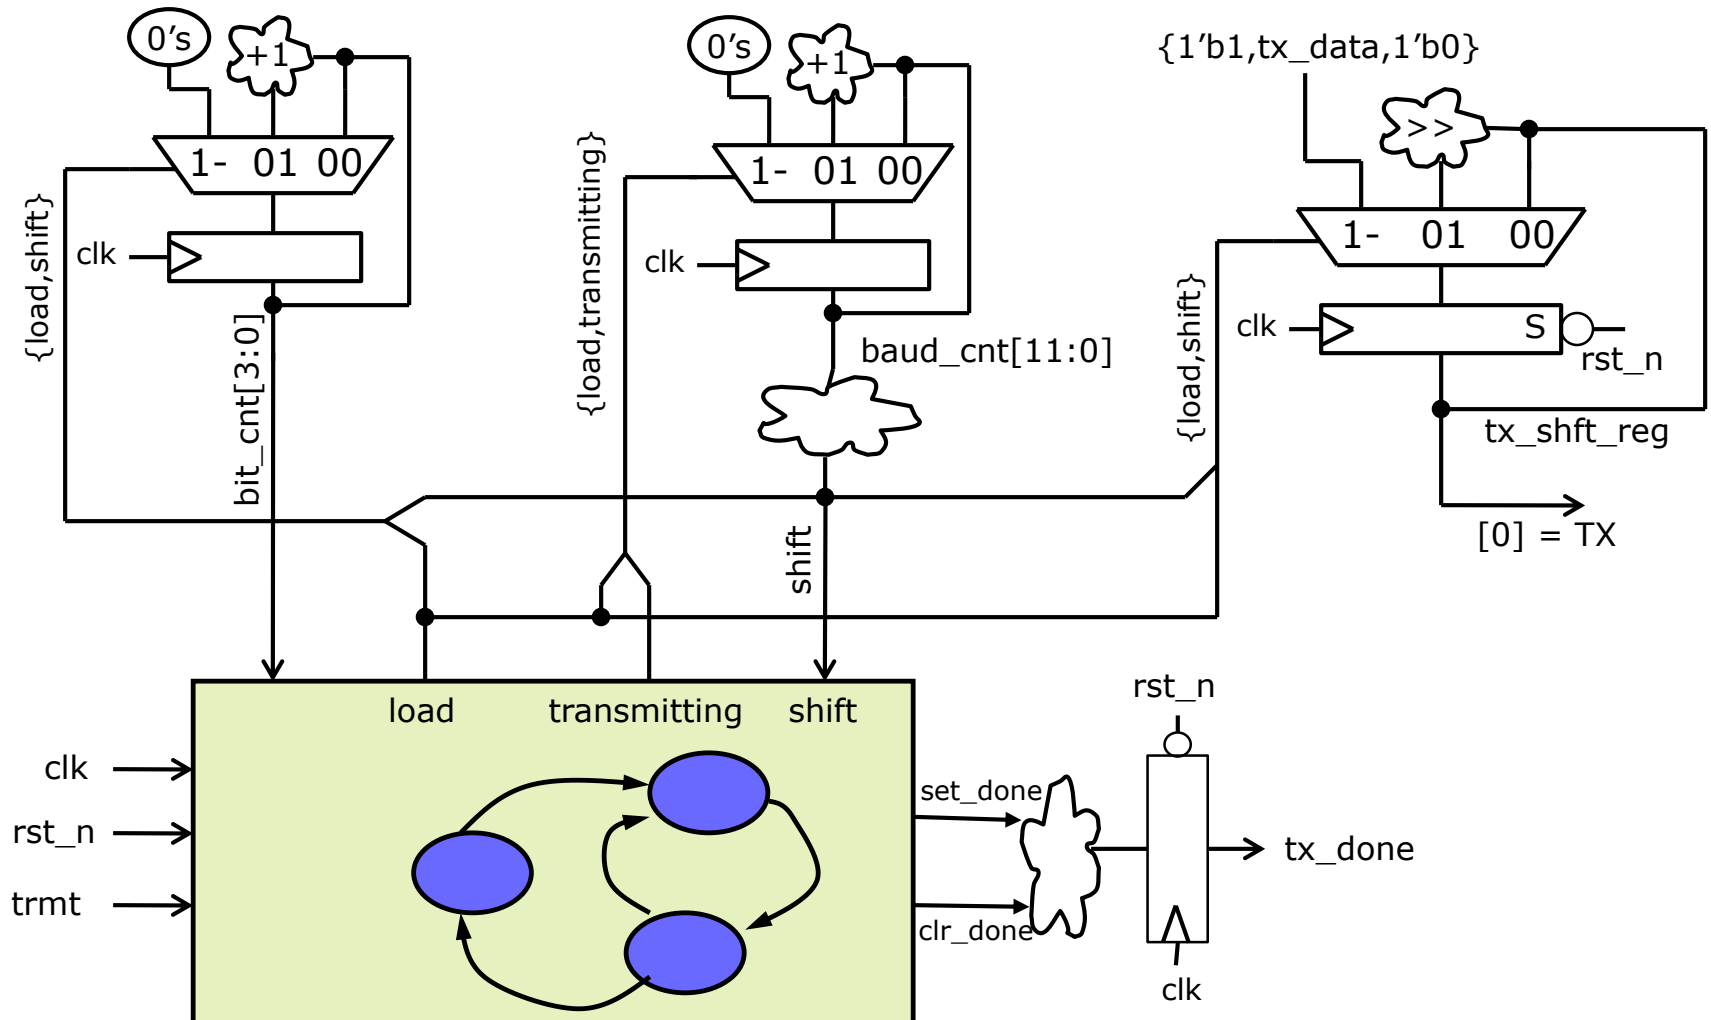 0’s
+1
0’s
+1
{1’b1,tx_data,1’b0}
>>
1- 01 00
1- 01 00
1- 01 00
{load,shift}
clk
{load,transmitting}
clk
{load,shift}
clk
S
rst_n
bit_cnt[3:0]
baud_cnt[11:0]
tx_shft_reg
shift
[0] = TX
load
transmitting
shift
rst_n
clk
rst_n
trmt
set_done
clr_done
tx_done
clk